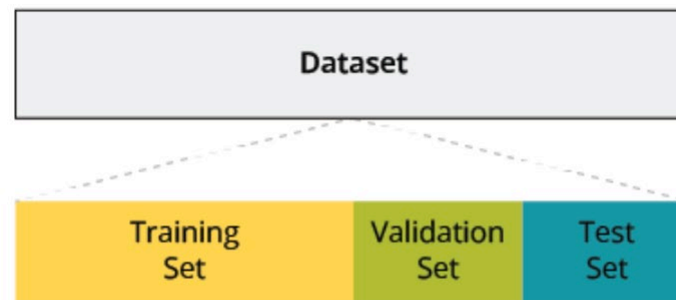 Dataset
Training
Set
Validation
Set
Test
Set